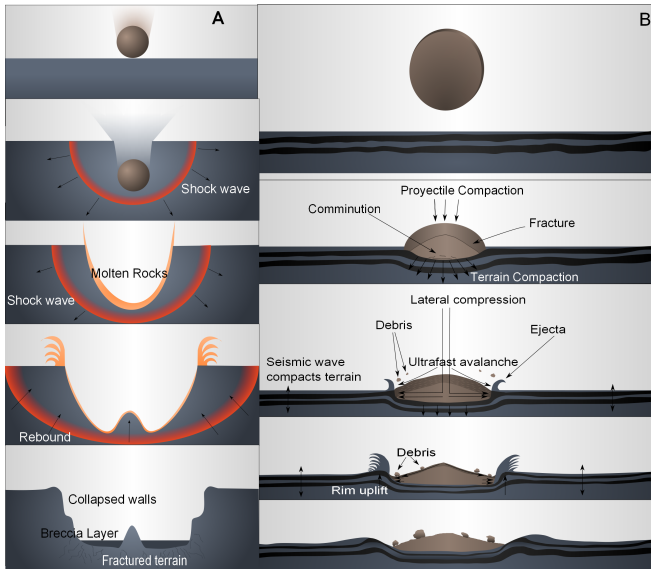 A
Shock wave
Molten Rocks
Shock wave
Rebound
Collapsed walls
Breccia Layer
Fractured terrain
B
Proyectile Compaction
Comminution
Fracture
Terrain Compaction
Lateral compression
Debris
Ejecta
Ultrafast avalanche
Seismic wave
compacts terrain
Debris
Rim uplift